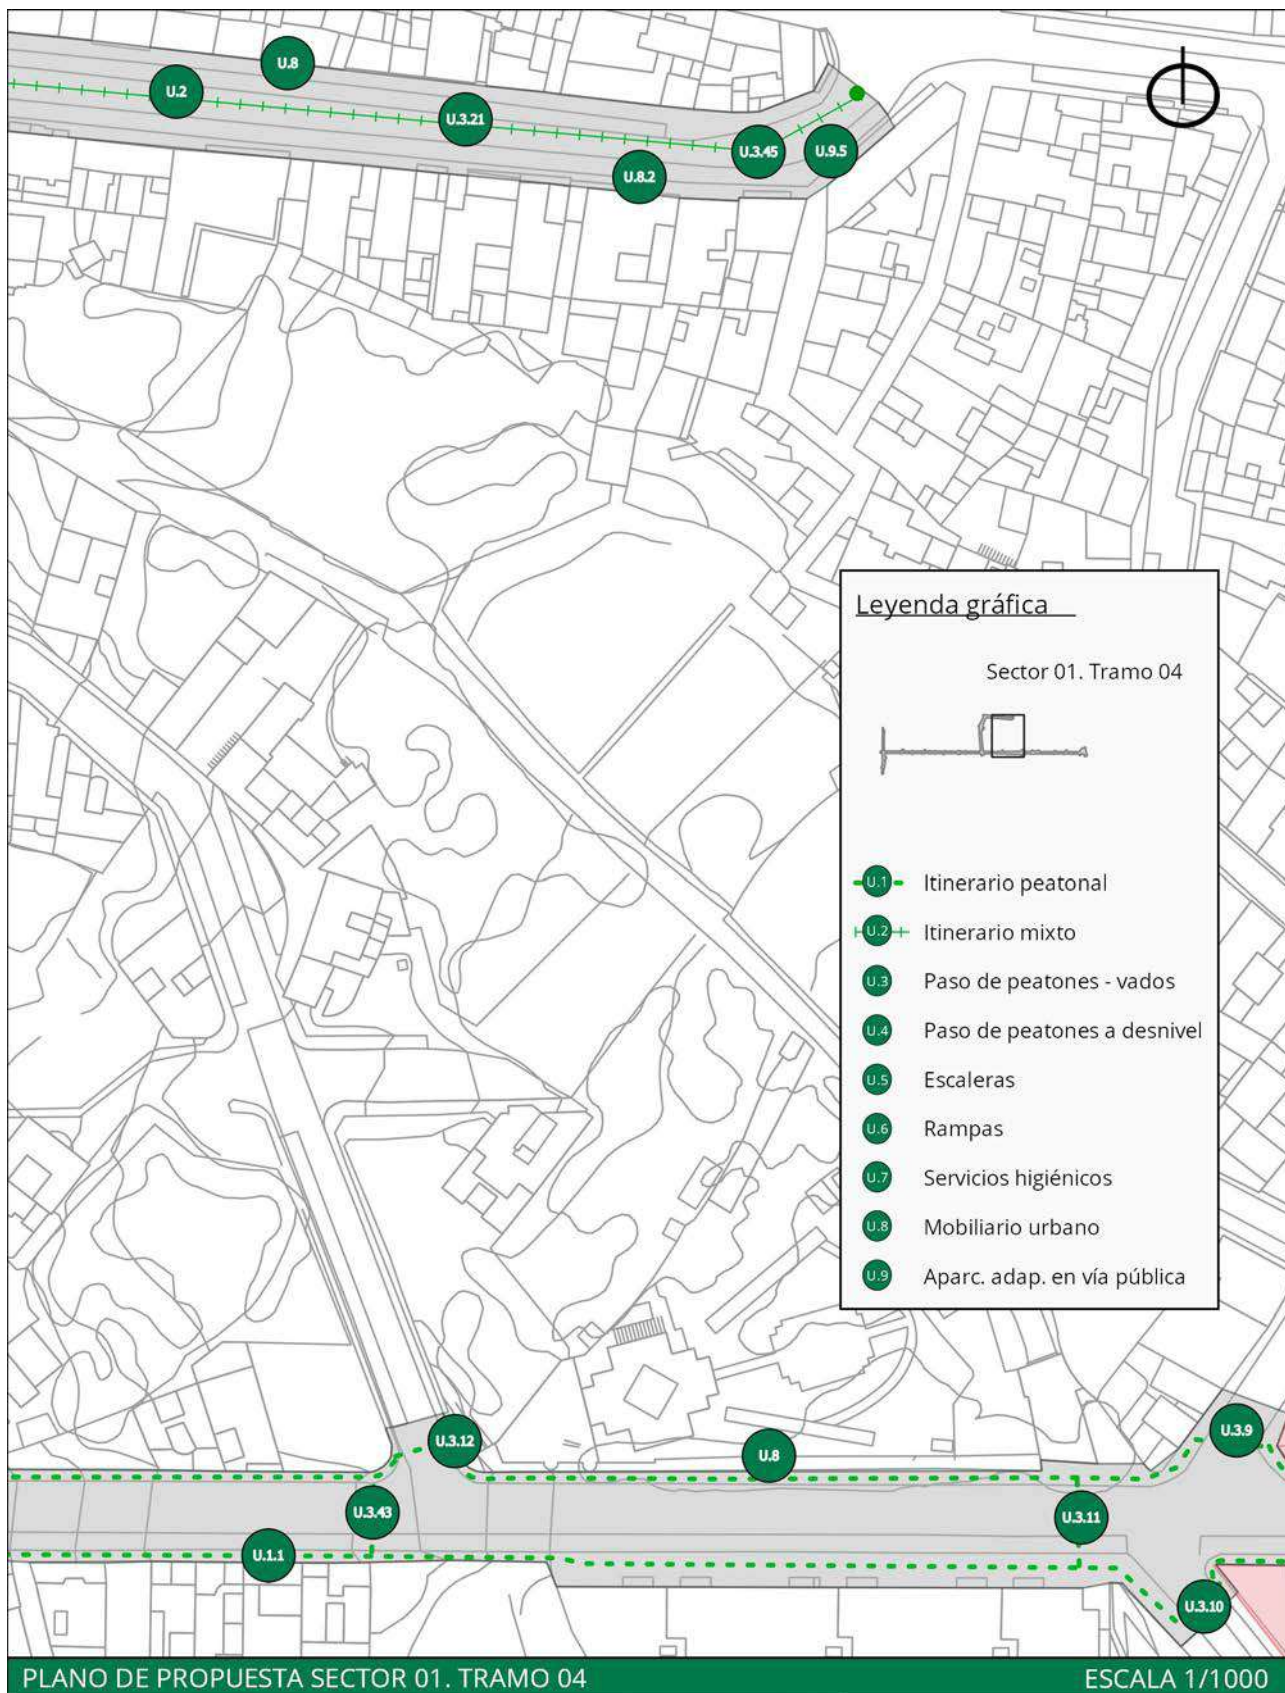 U.8
U.2
U.3.21
U.3.45
U.9.5
U.8.2
Leyenda gráfica
Sector 01. Tramo 04
U.1 Itinerario peatonal
U.2 Itinerario mixto
U.3 Paso de peatones - vados
U.4 Paso de peatones a desnivel
U.5 Escaleras
U.6 Rampas
U.7 Servicios higiénicos
U.8 Mobiliario urbano
U.9 Aparc. adap. en vía pública
U.3.12
U.8
U.3.9
U.3.43
U.3.11
U.1.1
U.3.10
PLANO DE PROPUESTA SECTOR 01. TRAMO 04
ESCALA 1/1000